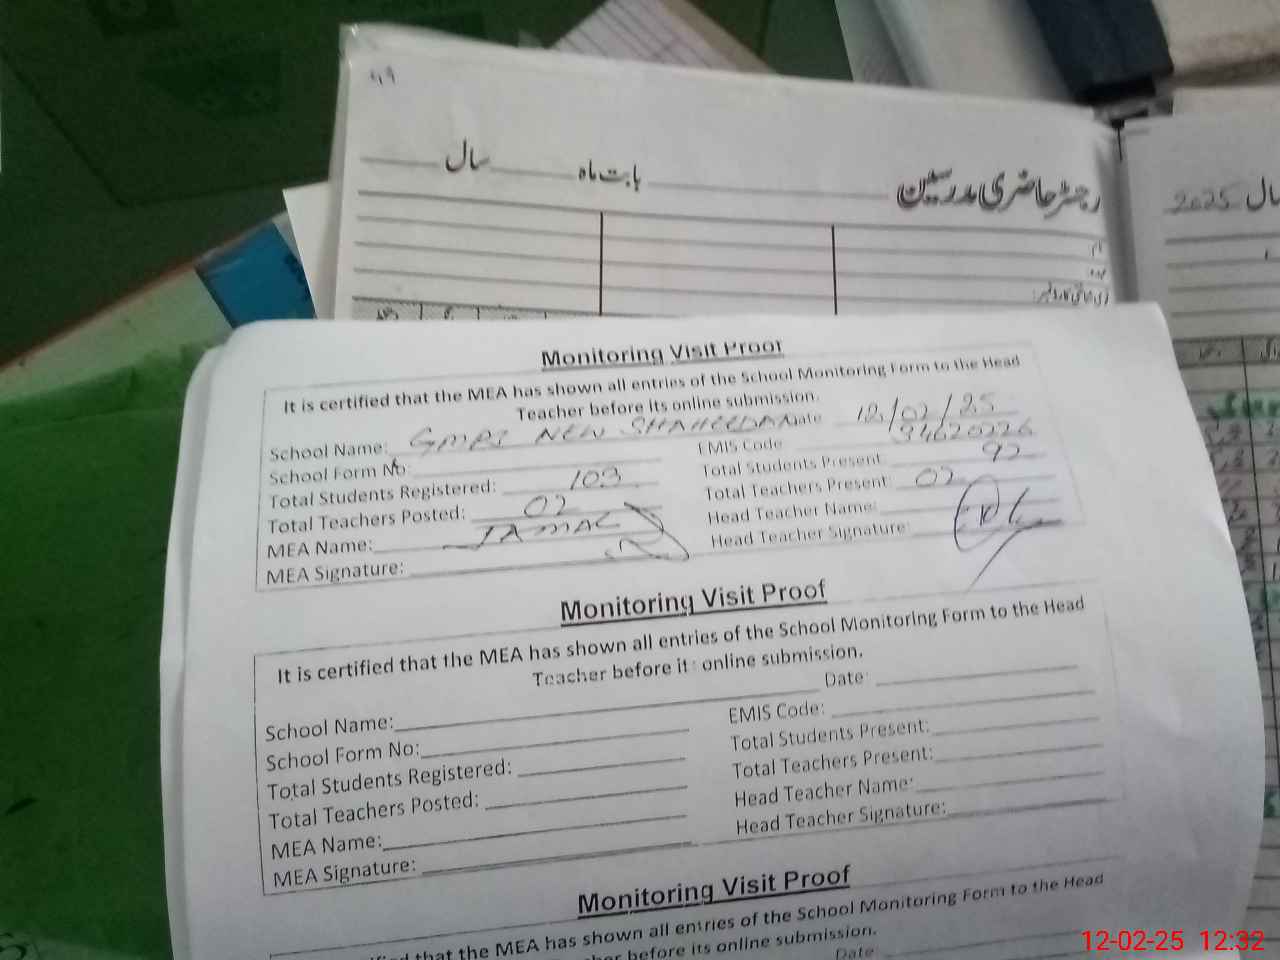 419
سال بابت ماہ رجسٹر حاضری مدرسین
سال 2025
نام
عہدہ
Monitoring Visit Proof
It is certified that the MEA has shown all entries of the School Monitoring Form to the Head
Teacher before its online submission.
School Name: GMPS NEW SHAHEEDAN Date 12/02/25
School Form No: EMIS Code 34620226
Total Students Registered: 103 Total Students Present 92
Total Teachers Posted: 02 Total Teachers Present: 02
MEA Name: JAMAL Head Teacher Name:
MEA Signature: Head Teacher Signature:
Monitoring Visit Proof
It is certified that the MEA has shown all entries of the School Monitoring Form to the Head
Teacher before its online submission.
School Name: Date:
School Form No: EMIS Code:
Total Students Registered: Total Students Present:
Total Teachers Posted: Total Teachers Present:
MEA Name: Head Teacher Name:
MEA Signature: Head Teacher Signature:
Monitoring Visit Proof
that the MEA has shown all entries of the School Monitoring Form to the Head
before its online submission.
Date
12-02-25 12:32